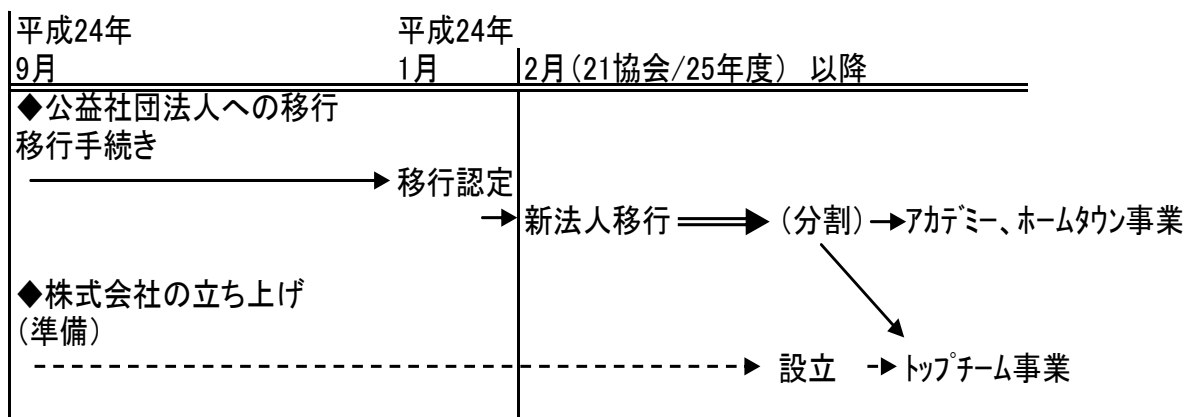 平成24年 平成24年
9月 1月 2月(21協会/25年度) 以降
◆公益社団法人への移行
移行手続き
移行認定
新法人移行 (分割) アカデミー、ホームタウン事業
◆株式会社の立ち上げ
(準備)
設立 トップチーム事業